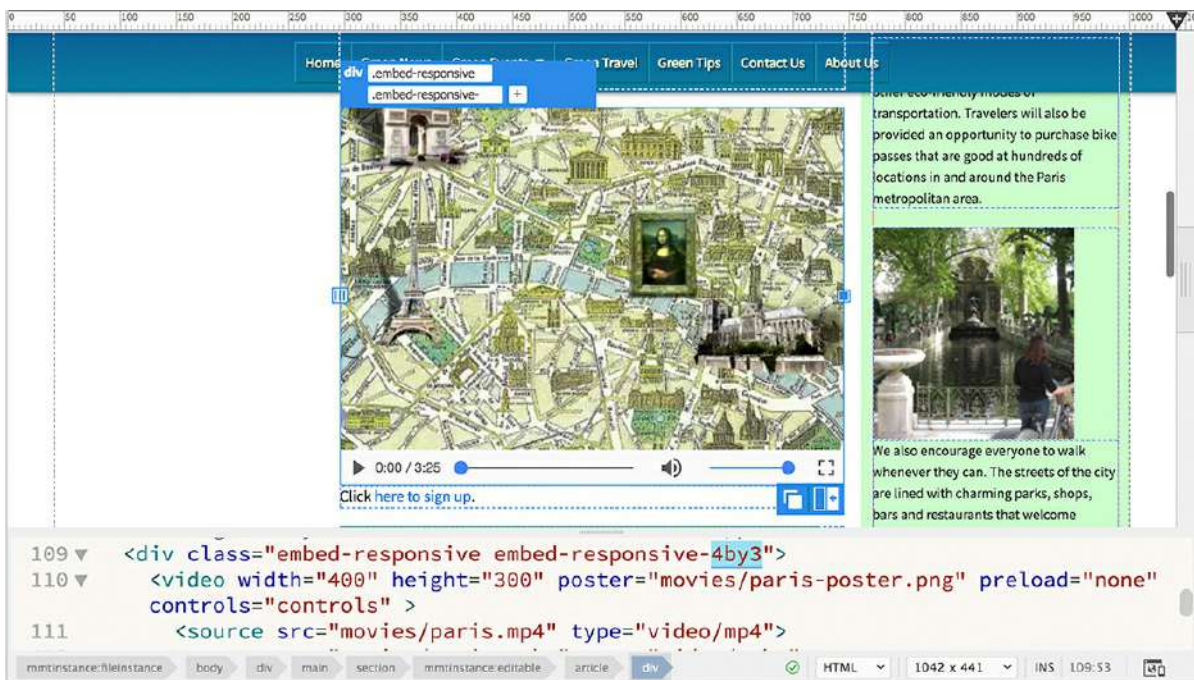 0 50 100 150 200 250 300 350 400 450 500 550 600 650 700 750 800 850 900 950 1000
Home Green Travel Green Tips Contact Us About Us
div .embed-responsive
.embed-responsive- +
other eco-friendly modes of
transportation. Travelers will also be
provided an opportunity to purchase bike
passes that are good at hundreds of
locations in and around the Paris
metropolitan area.
0:00 / 3:25
Click here to sign up.
We also encourage everyone to walk
whenever they can. The streets of the city
are lined with charming parks, shops,
bars and restaurants that welcome
109 <div class="embed-responsive embed-responsive-4by3">
110 <video width="400" height="300" poster="movies/paris-poster.png" preload="none"
controls="controls" >
111 <source src="movies/paris.mp4" type="video/mp4">
mmtinstance:fileinstance body div main section mmtinstance:editable article div HTML 1042 x 441 INS 109:53